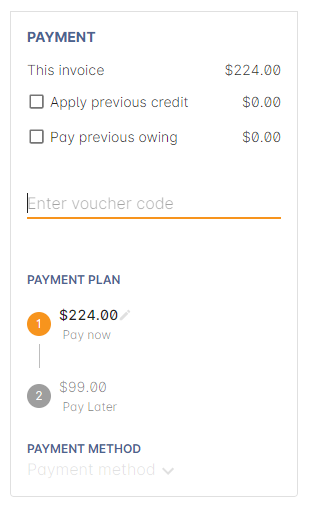 PAYMENT
This invoice $224.00
Apply previous credit $0.00
Pay previous owing $0.00
Enter voucher code
PAYMENT PLAN
1 $224.00
Pay now
2 $99.00
Pay Later
PAYMENT METHOD
Payment method